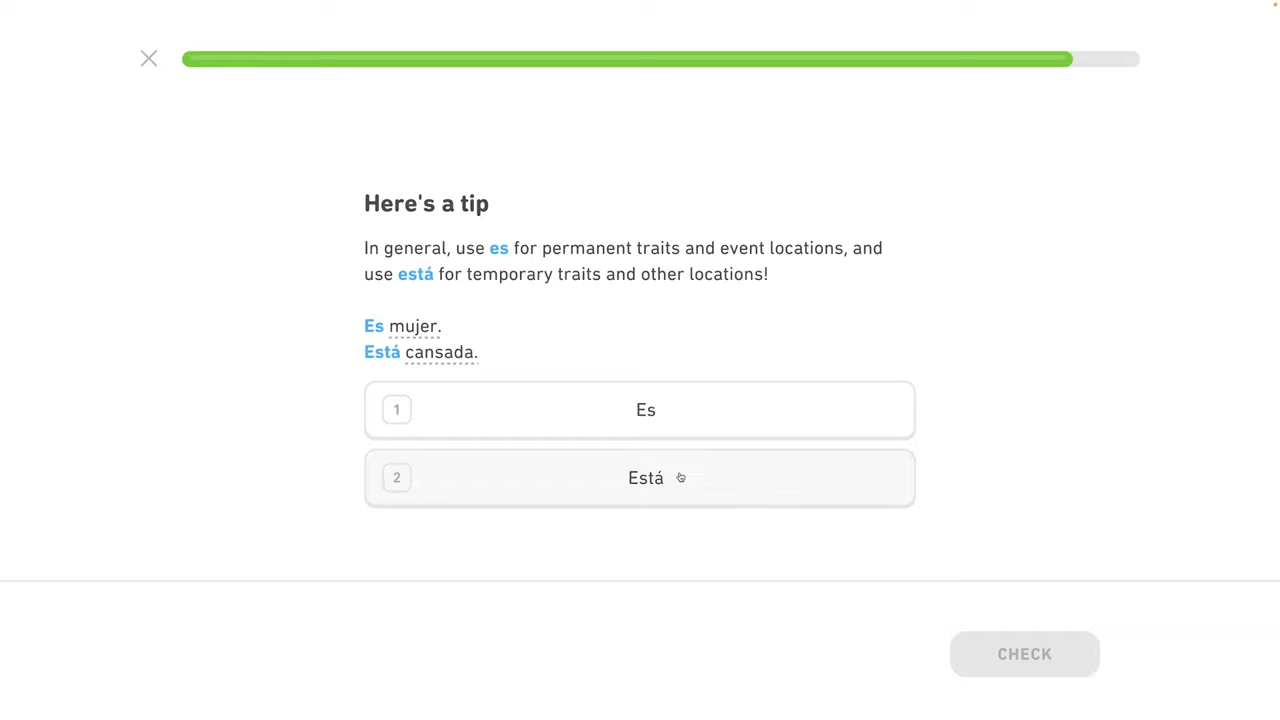 Here's a tip
In general, use es for permanent traits and event locations, and
use está for temporary traits and other locations!
Es mujer.
Está cansada.
1 Es
2 Está
CHECK